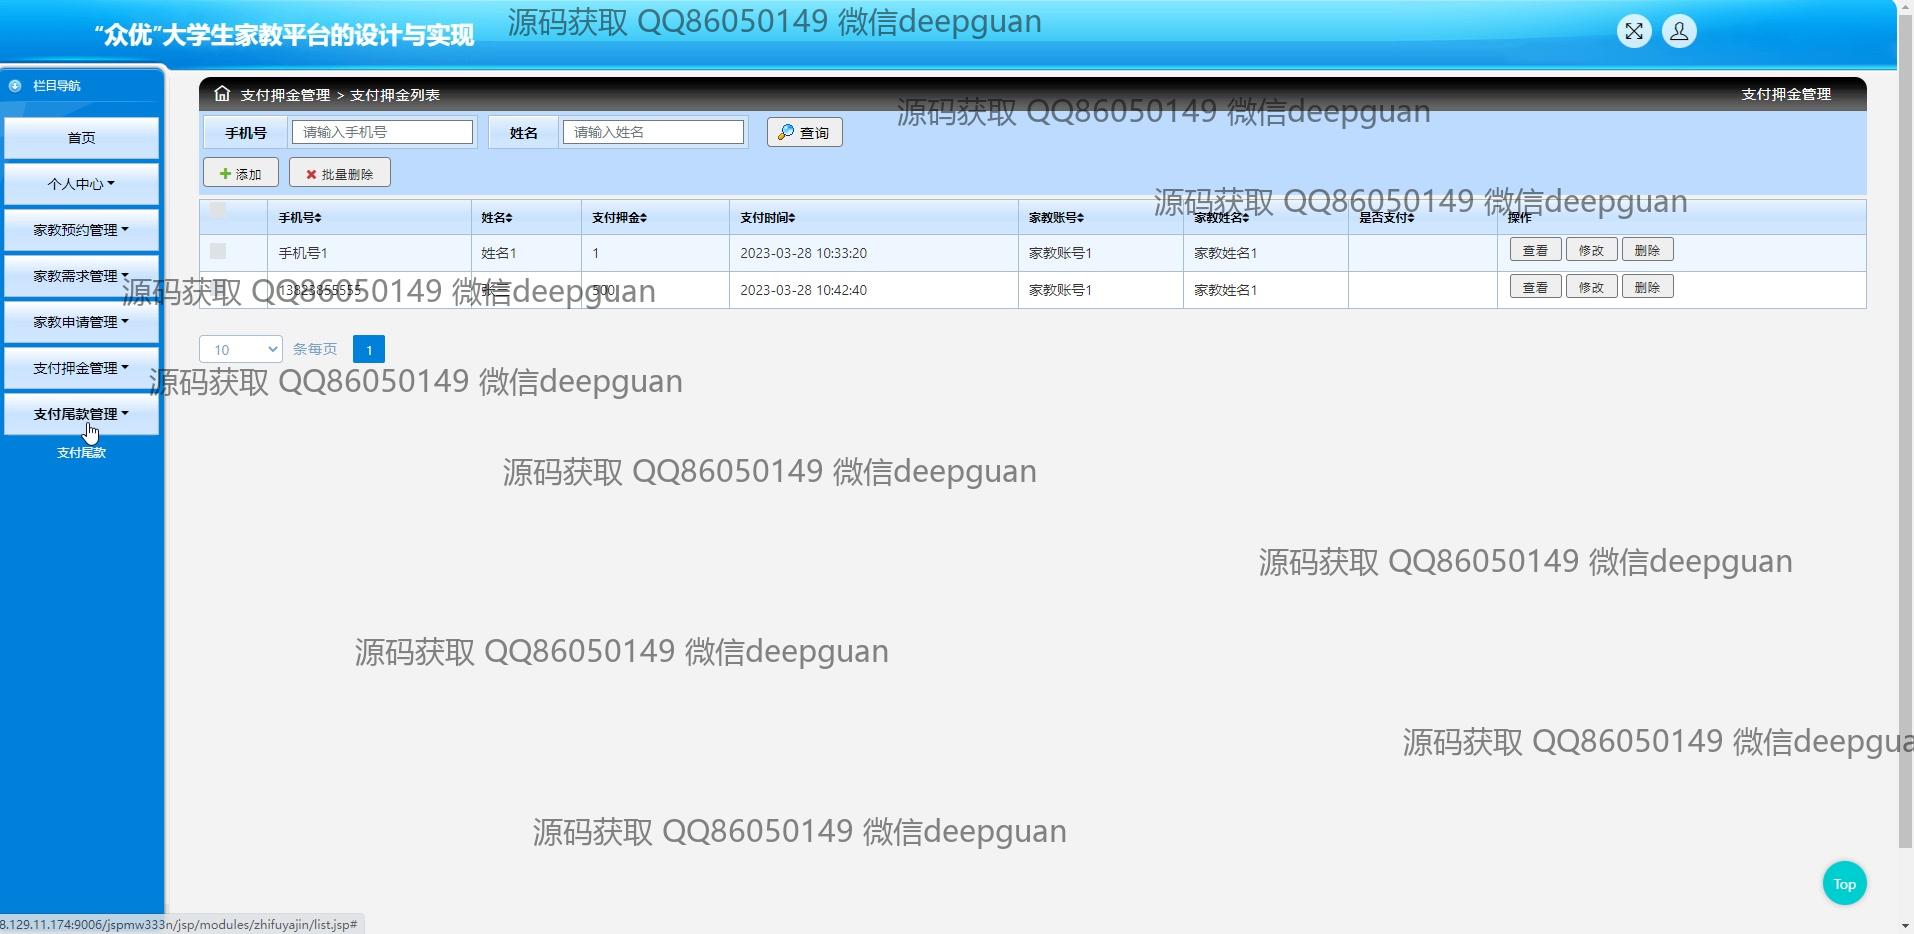 “众优”大学生家教平台的设计与实现
源码获取 QQ86050149 微信deepguan
栏目导航
首页
个人中心
家教预约管理
家教需求管理
家教申请管理
支付押金管理
支付尾款管理
支付尾款
支付押金管理 > 支付押金列表
支付押金管理
源码获取 QQ86050149 微信deepguan
手机号 请输入手机号 姓名 请输入姓名 查询
添加 批量删除
源码获取 QQ86050149 微信deepguan
手机号 姓名 支付押金 支付时间 家教账号 家教姓名 是否支付 操作
手机号1 姓名1 1 2023-03-28 10:33:20 家教账号1 家教姓名1 查看 修改 删除
13823855555 张三 500 2023-03-28 10:42:40 家教账号1 家教姓名1 查看 修改 删除
源码获取 QQ86050149 微信deepguan
10 条每页 1
源码获取 QQ86050149 微信deepguan
源码获取 QQ86050149 微信deepguan
源码获取 QQ86050149 微信deepguan
源码获取 QQ86050149 微信deepguan
源码获取 QQ86050149 微信deepgua
源码获取 QQ86050149 微信deepguan
Top
8.129.11.174:9006/jspmw333n/jsp/modules/zhifuyajin/list.jsp#